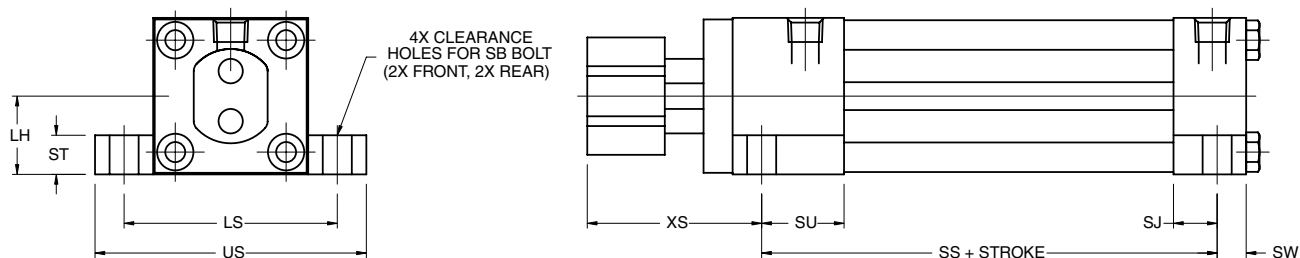 4X CLEARANCE
HOLES FOR SB BOLT
(2X FRONT, 2X REAR)
LH
ST
LS
US
XS
SU
SJ
SS + STROKE
SW